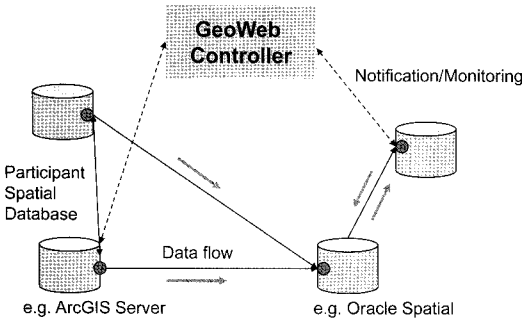 GeoWeb
Controller
Notification/Monitoring
Participant
Spatial
Database
Data flow
e.g. ArcGIS Server
e.g. Oracle Spatial